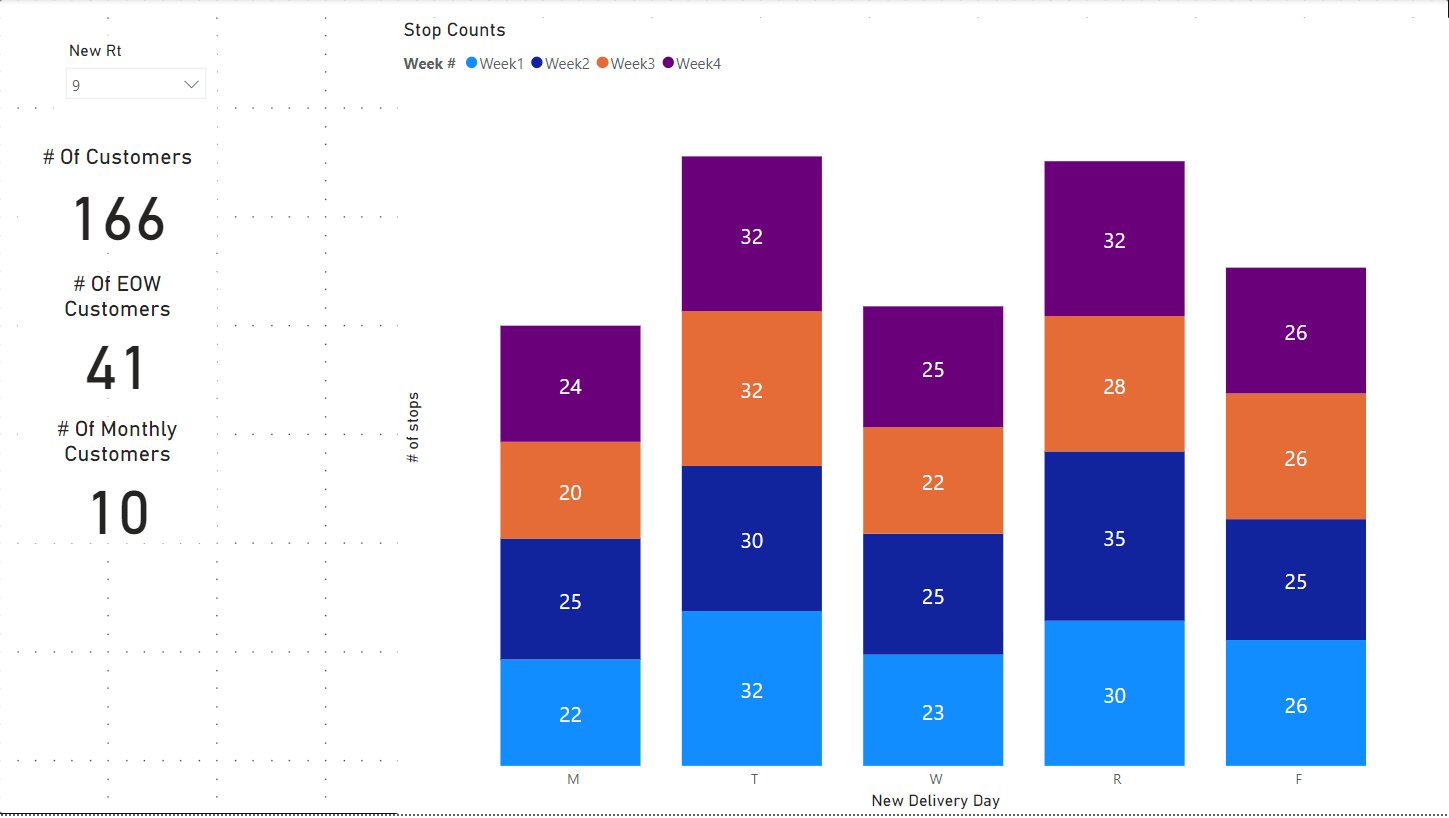 New Rt
9
# Of Customers
166
# Of EOW
Customers
41
# Of Monthly
Customers
10
Stop Counts
Week # Week1 Week2 Week3 Week4
# of stops
24
20
25
22
32
32
30
32
25
22
25
23
32
28
35
30
26
26
25
26
M T W R F
New Delivery Day